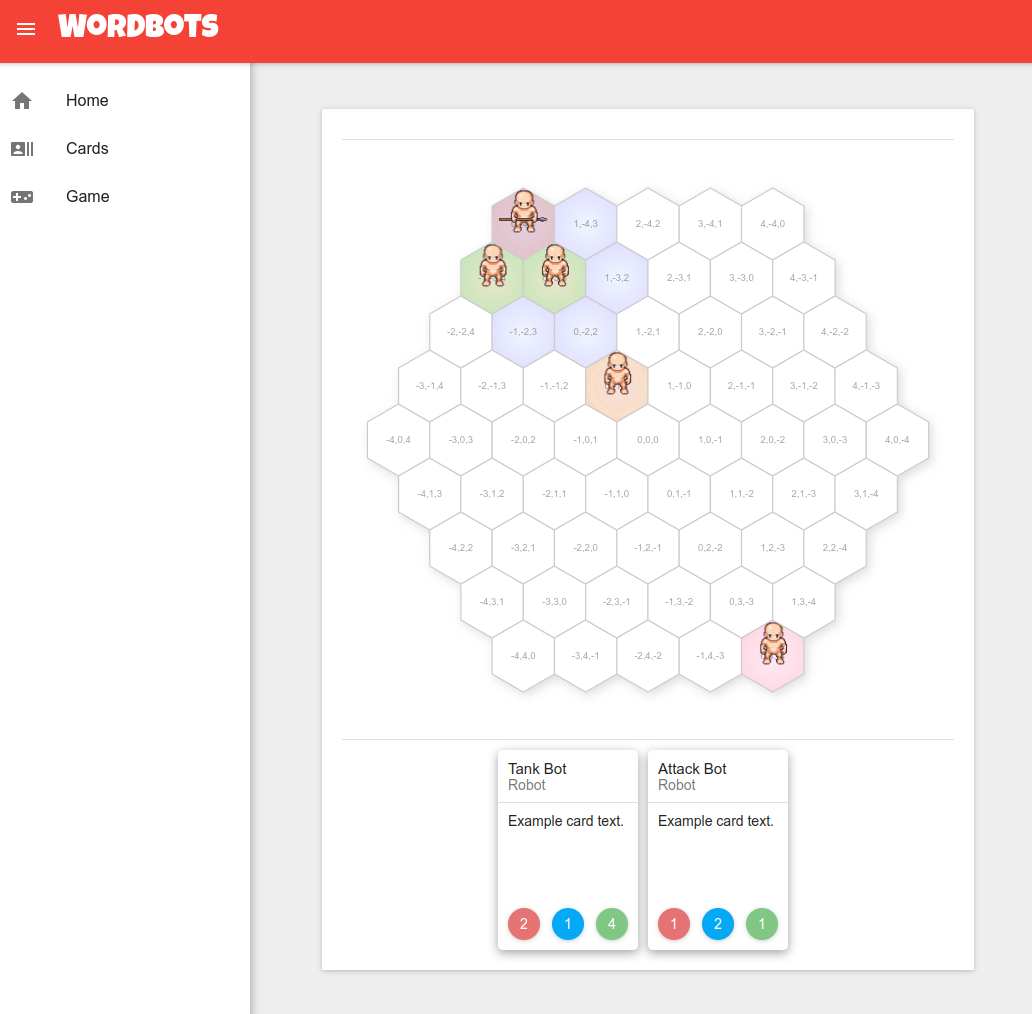 WORDBOTS
Home
Cards
Game
1,-4,3 2,-4,2 3,-4,1 4,-4,0
1,-3,2 2,-3,1 3,-3,0 4,-3,-1
-2,-2,4 -1,-2,3 0,-2,2 1,-2,1 2,-2,0 3,-2,-1 4,-2,-2
-3,-1,4 -2,-1,3 -1,-1,2 1,-1,0 2,-1,-1 3,-1,-2 4,-1,-3
-4,0,4 -3,0,3 -2,0,2 -1,0,1 0,0,0 1,0,-1 2,0,-2 3,0,-3 4,0,-4
-4,1,3 -3,1,2 -2,1,1 -1,1,0 0,1,-1 1,1,-2 2,1,-3 3,1,-4
-4,2,2 -3,2,1 -2,2,0 -1,2,-1 0,2,-2 1,2,-3 2,2,-4
-4,3,1 -3,3,0 -2,3,-1 -1,3,-2 0,3,-3 1,3,-4
-4,4,0 -3,4,-1 -2,4,-2 -1,4,-3
Tank Bot
Robot
Example card text.
2 1 4
Attack Bot
Robot
Example card text.
1 2 1